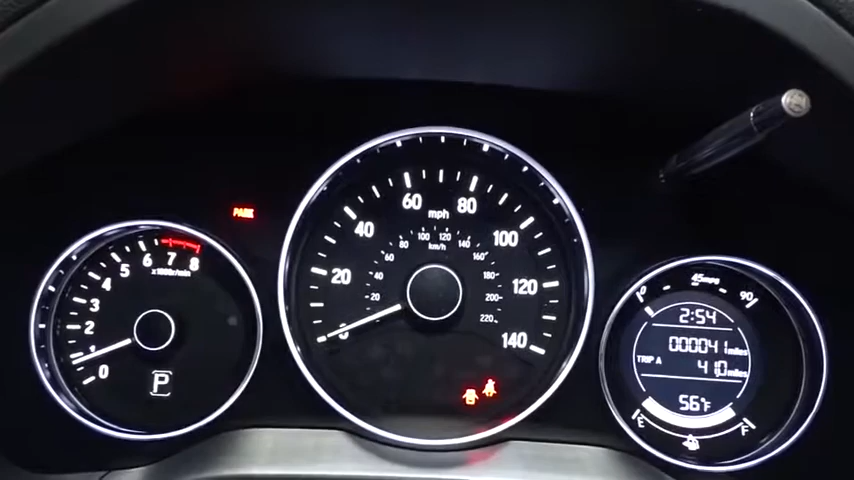 PARK
0
1
2
3
4
5
6
7
8
x1000r/min
P
0
20
40
60
80
100
120
140
mph
20
40
60
80
100
120
140
160
180
200
220
km/h
0
45mpg
90
2:54
000041 miles
TRIP A
41.0 miles
56°F
E
F